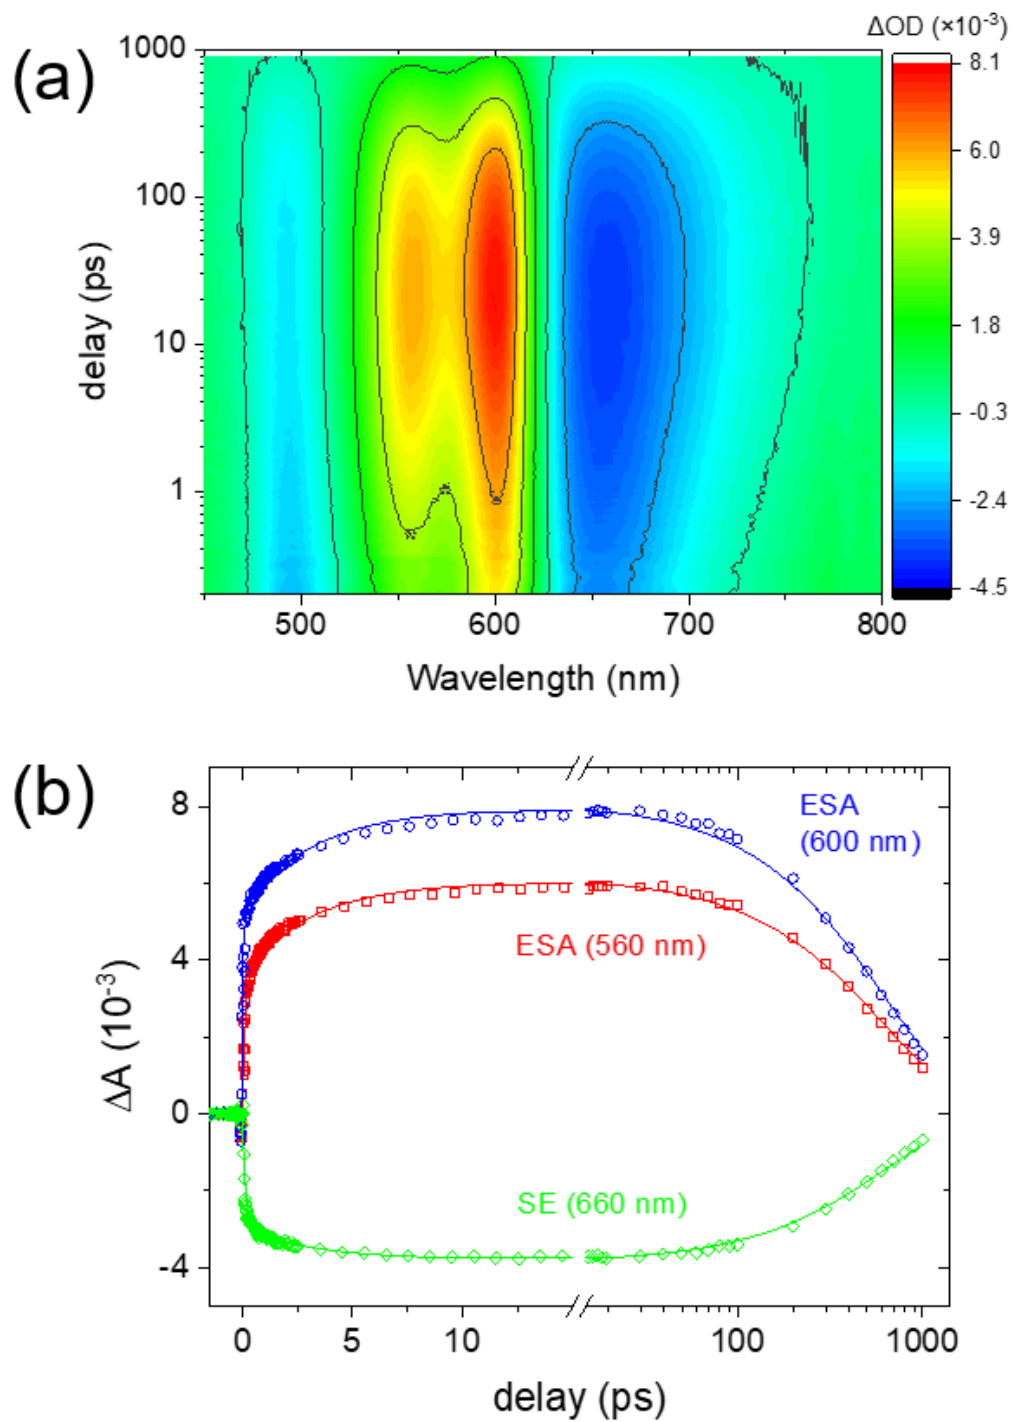 ΔOD (×10⁻³)
(a)
1000
100
10
1
delay (ps)
8.1
6.0
3.9
1.8
-0.3
-2.4
-4.5
500
600
700
800
Wavelength (nm)
(b)
8
4
0
-4
ΔA (10⁻³)
ESA
(600 nm)
ESA (560 nm)
SE (660 nm)
0
5
10
100
1000
delay (ps)